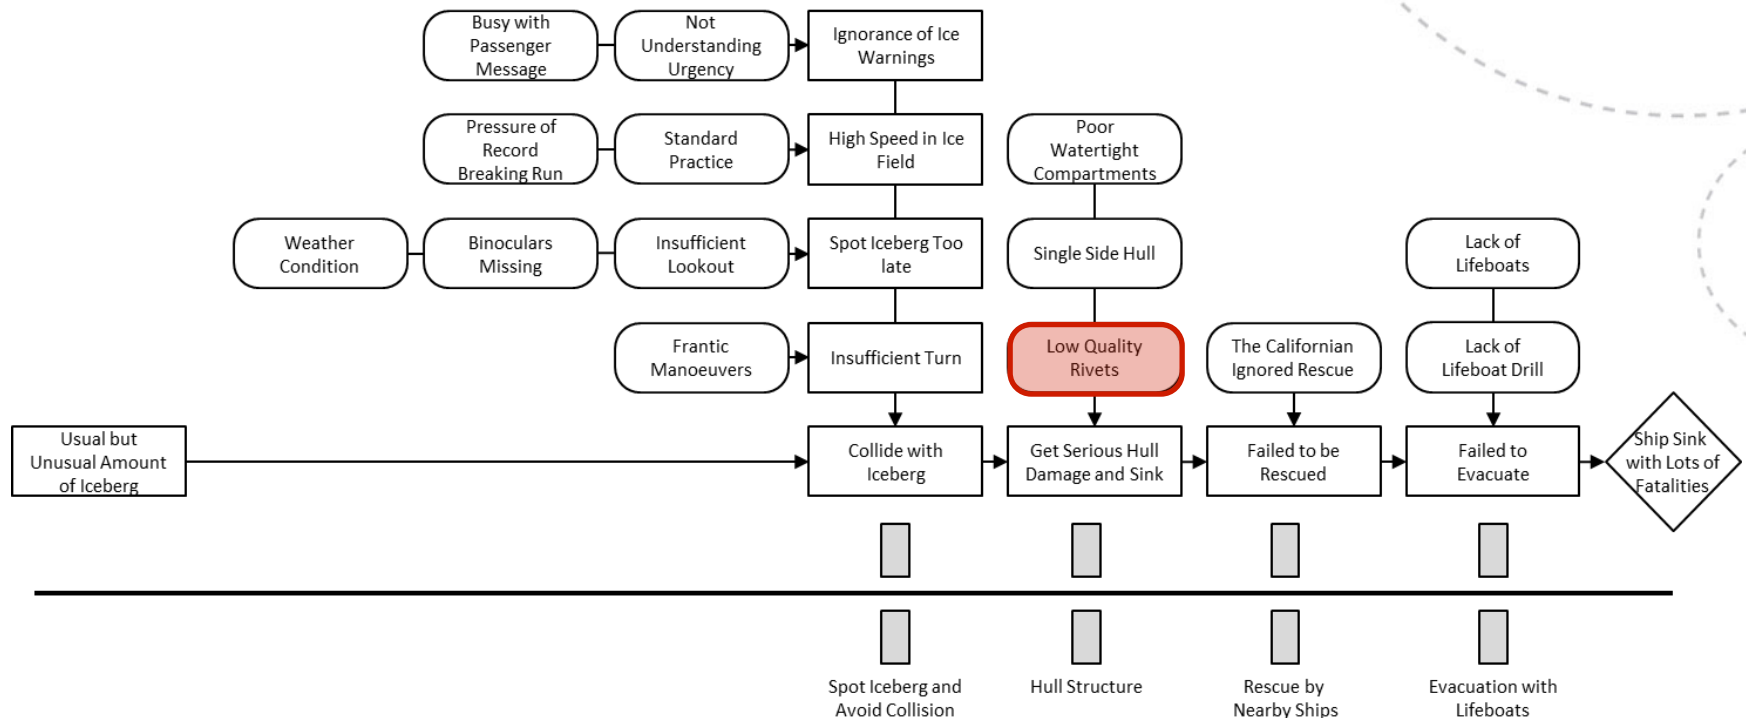 Busy with
Passenger
Message
Not
Understanding
Urgency
Ignorance of Ice
Warnings
Pressure of
Record
Breaking Run
Standard
Practice
High Speed in Ice
Field
Poor
Watertight
Compartments
Weather
Condition
Binoculars
Missing
Insufficient
Lookout
Spot Iceberg Too
late
Single Side Hull
Lack of
Lifeboats
Frantic
Manoeuvers
Insufficient Turn
Low Quality
Rivets
The Californian
Ignored Rescue
Lack of
Lifeboat Drill
Usual but
Unusual Amount
of Iceberg
Collide with
Iceberg
Get Serious Hull
Damage and Sink
Failed to be
Rescued
Failed to
Evacuate
Ship Sink
with Lots of
Fatalities
Spot Iceberg and
Avoid Collision
Hull Structure
Rescue by
Nearby Ships
Evacuation with
Lifeboats